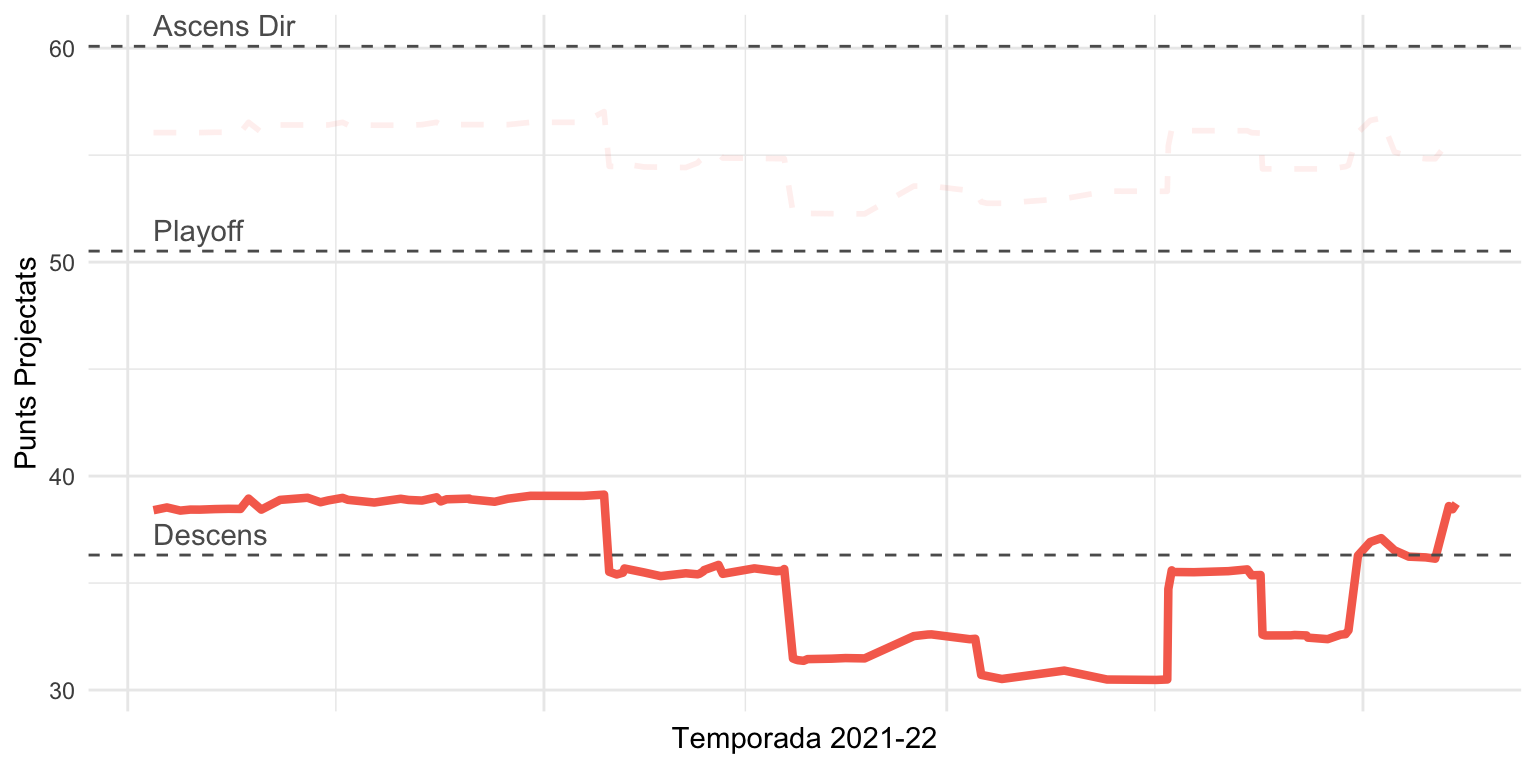 Ascens Dir
60
Playoff
50
Punts Projectats
40
Descens
30
Temporada 2021-22